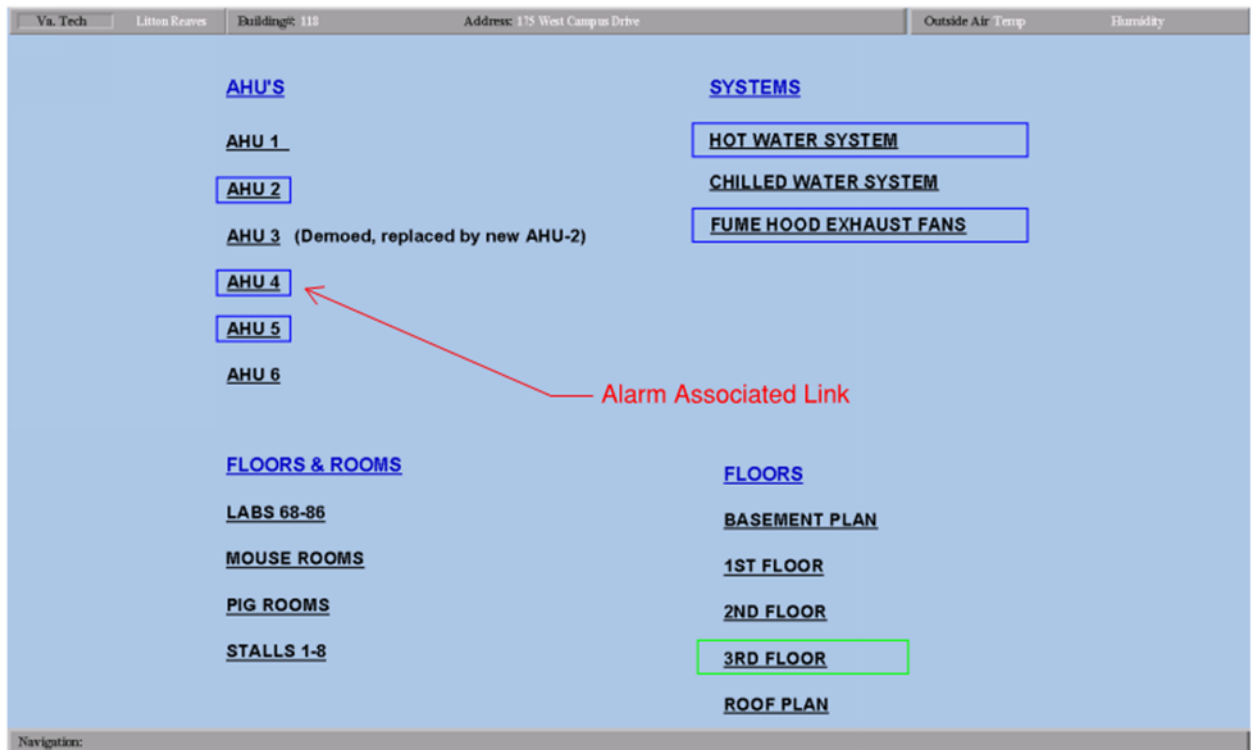 Va. Tech Litton Reaves Building#: 118 Address: 175 West Campus Drive Outside Air Temp Humidity
AHU'S
AHU 1
AHU 2
AHU 3 (Demoed, replaced by new AHU-2)
AHU 4
AHU 5
AHU 6
SYSTEMS
HOT WATER SYSTEM
CHILLED WATER SYSTEM
FUME HOOD EXHAUST FANS
Alarm Associated Link
FLOORS & ROOMS
LABS 68-86
MOUSE ROOMS
PIG ROOMS
STALLS 1-8
FLOORS
BASEMENT PLAN
1ST FLOOR
2ND FLOOR
3RD FLOOR
ROOF PLAN
Navigation: